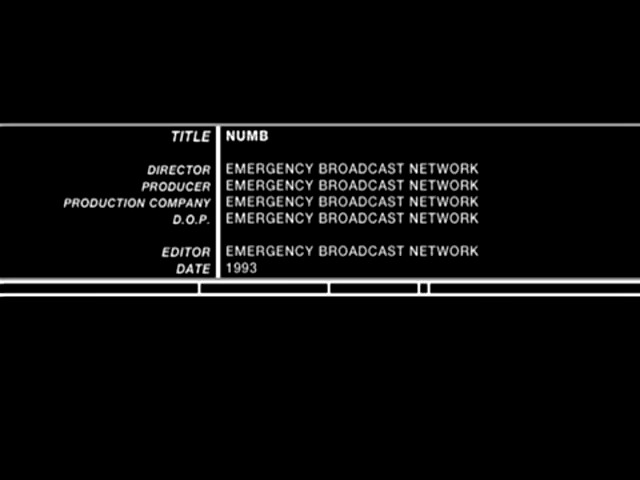 TITLE NUMB
DIRECTOR EMERGENCY BROADCAST NETWORK
PRODUCER EMERGENCY BROADCAST NETWORK
PRODUCTION COMPANY EMERGENCY BROADCAST NETWORK
D.O.P. EMERGENCY BROADCAST NETWORK
EDITOR EMERGENCY BROADCAST NETWORK
DATE 1993